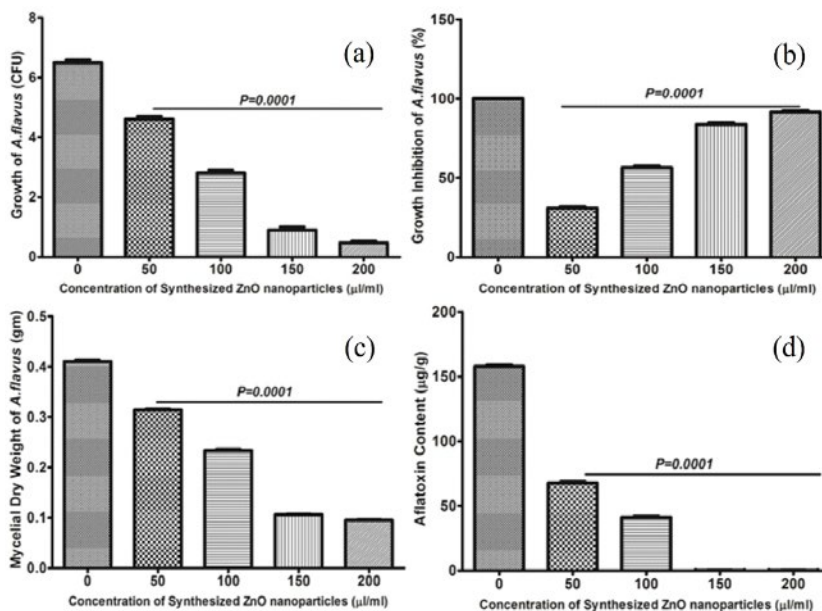 (a)
Growth of A.flavus (CFU)
8
6
4
2
0
P=0.0001
0 50 100 150 200
Concentration of Synthesized ZnO nanoparticles (µl/ml)
(b)
Growth Inhibition of A.flavus (%)
150
100
50
0
P=0.0001
0 50 100 150 200
Concentration of Synthesized ZnO nanoparticles (µl/ml)
(c)
Mycelial Dry Weight of A.flavus (gm)
0.5
0.4
0.3
0.2
0.1
0.0
P=0.0001
0 50 100 150 200
Concentration of Synthesized ZnO nanoparticles (µl/ml)
(d)
Aflatoxin Content (µg/g)
200
150
100
50
0
P=0.0001
0 50 100 150 200
Concentration of Synthesized ZnO nanoparticles (µl/ml)